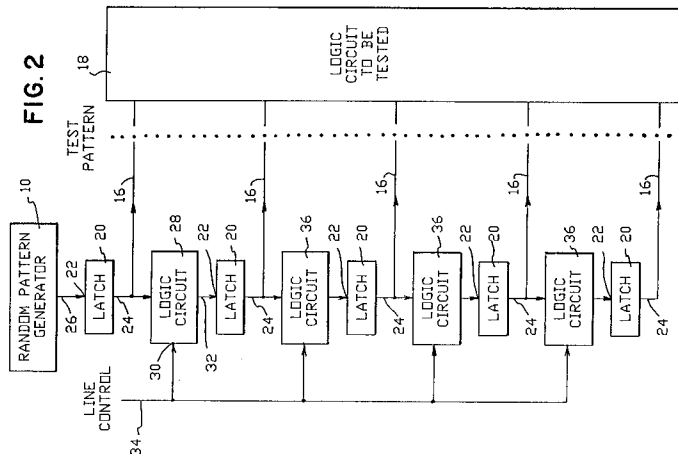 FIG. 2
10
RANDOM PATTERN
GENERATOR
26
22
20
LATCH
24
16
28
LOGIC
CIRCUIT
30
32
22
20
LATCH
24
16
36
LOGIC
CIRCUIT
22
20
LATCH
24
16
36
LOGIC
CIRCUIT
22
20
LATCH
24
16
36
LOGIC
CIRCUIT
22
20
LATCH
24
16
LINE
CONTROL
34
TEST
PATTERN
18
LOGIC
CIRCUIT
TO BE
TESTED